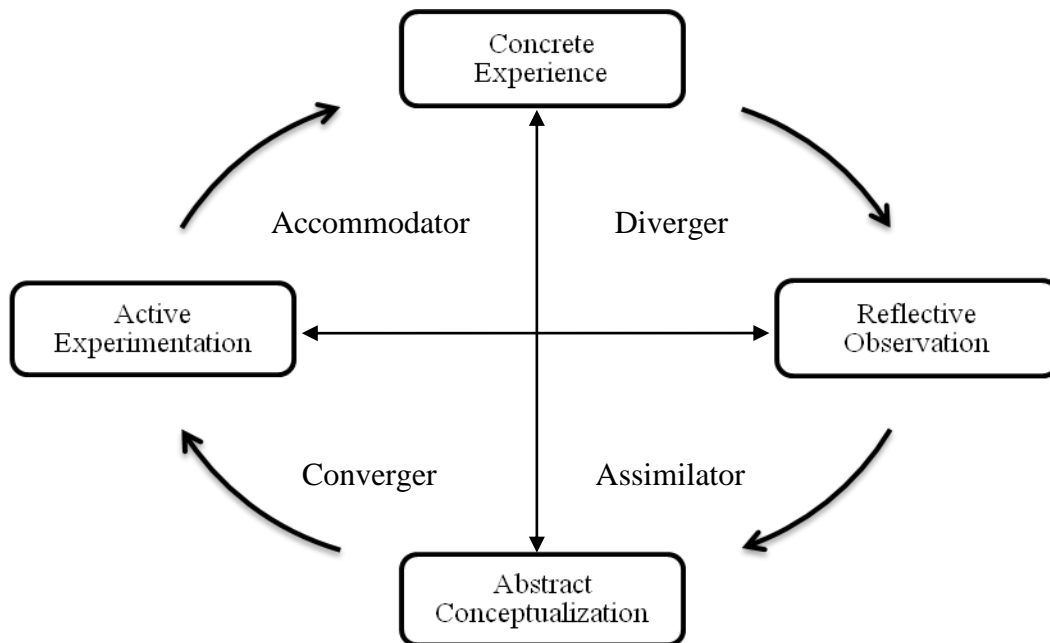 Concrete
Experience
Accommodator
Diverger
Active
Experimentation
Reflective
Observation
Converger
Assimilator
Abstract
Conceptualization